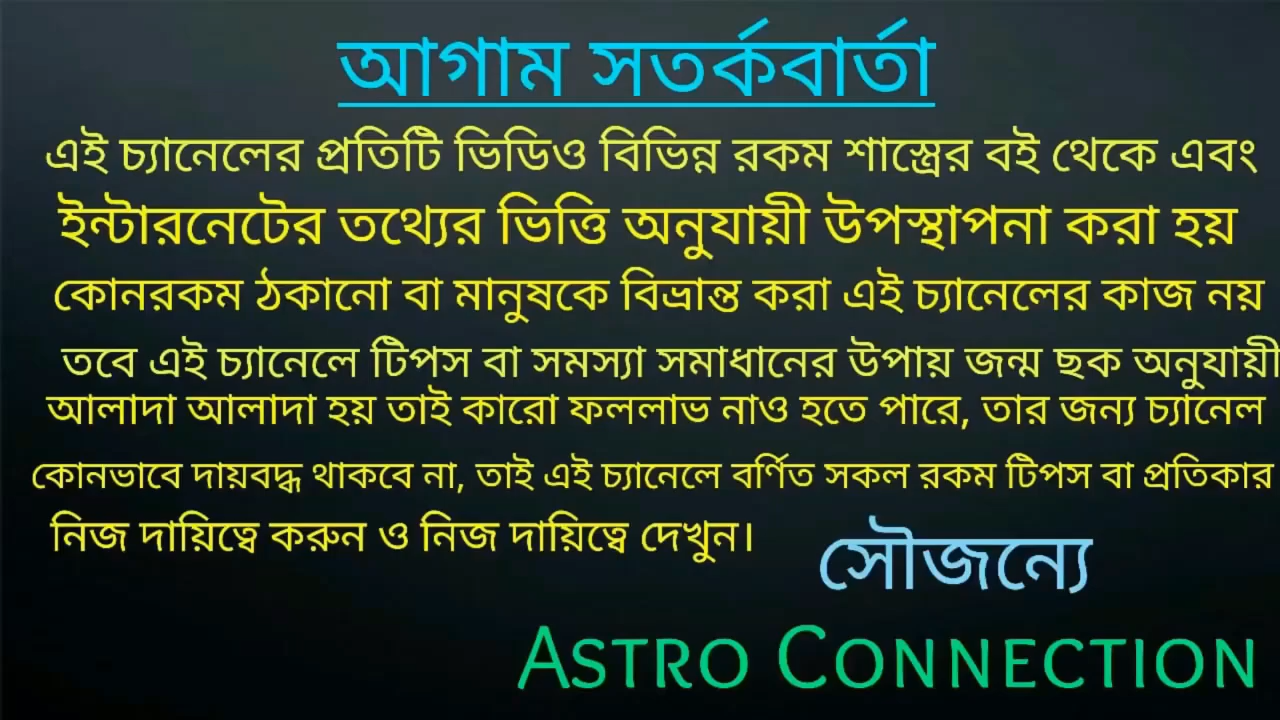 আগাম সতর্কবার্তা
এই চ্যানেলের প্রতিটি ভিডিও বিভিন্ন রকম শাস্ত্রের বই থেকে এবং
ইন্টারনেটের তথ্যের ভিত্তি অনুযায়ী উপস্থাপনা করা হয়
কোনরকম ঠকানো বা মানুষকে বিভ্রান্ত করা এই চ্যানেলের কাজ নয়
তবে এই চ্যানেলে টিপস বা সমস্যা সমাধানের উপায় জন্ম ছক অনুযায়ী
আলাদা আলাদা হয় তাই কারো ফললাভ নাও হতে পারে, তার জন্য চ্যানেল
কোনভাবে দায়বদ্ধ থাকবে না, তাই এই চ্যানেলে বর্ণিত সকল রকম টিপস বা প্রতিকার
নিজ দায়িত্বে করুন ও নিজ দায়িত্বে দেখুন।
সৌজন্যে
ASTRO CONNECTION